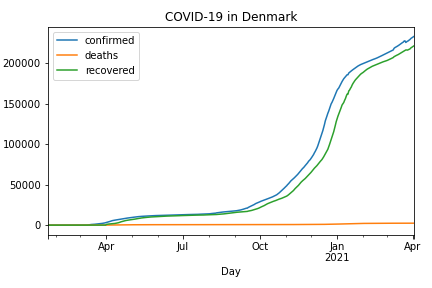 COVID-19 in Denmark
confirmed
deaths
recovered
200000
150000
100000
50000
0
Apr Jul Oct Jan Apr
2021
Day